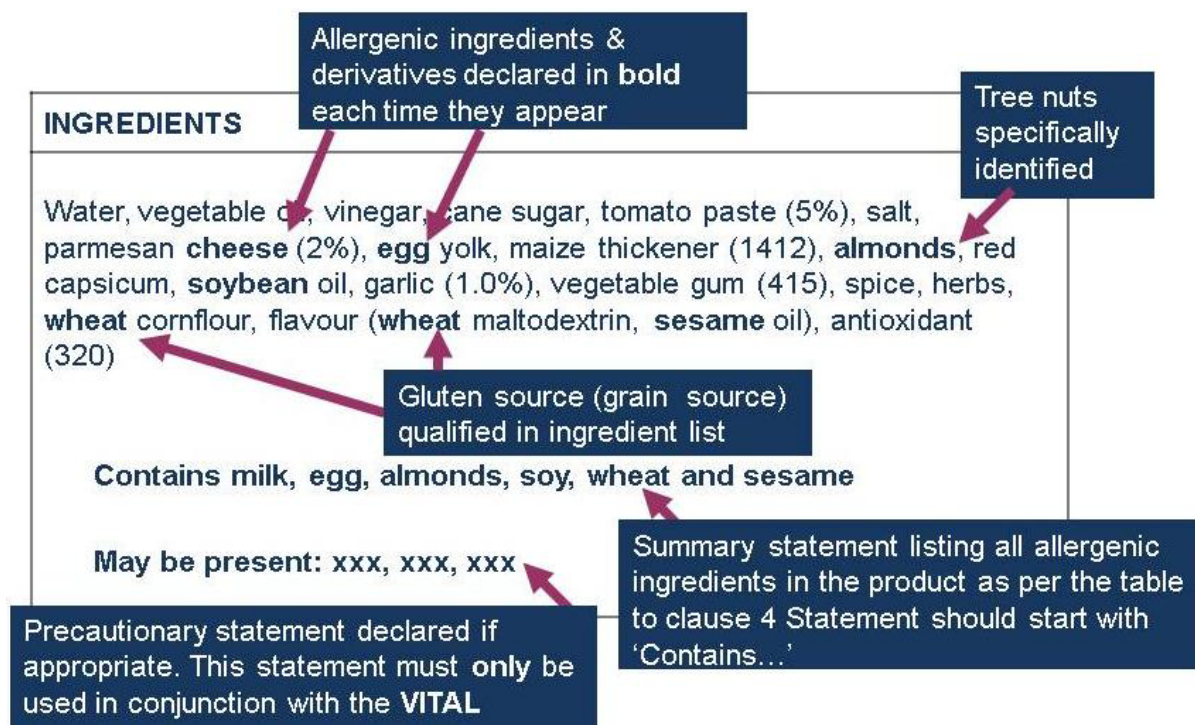 Allergenic ingredients &
derivatives declared in bold
each time they appear
Tree nuts
specifically
identified
INGREDIENTS
Water, vegetable vinegar, cane sugar, tomato paste (5%), salt,
parmesan cheese (2%), egg yolk, maize thickener (1412), almonds, red
capsicum, soybean oil, garlic (1.0%), vegetable gum (415), spice, herbs,
wheat cornflour, flavour (wheat maltodextrin, sesame oil), antioxidant
(320)
Gluten source (grain source)
qualified in ingredient list
Contains milk, egg, almonds, soy, wheat and sesame
May be present: xxx, xxx, xxx
Summary statement listing all allergenic
ingredients in the product as per the table
to clause 4 Statement should start with
‘Contains…’
Precautionary statement declared if
appropriate. This statement must only be
used in conjunction with the VITAL